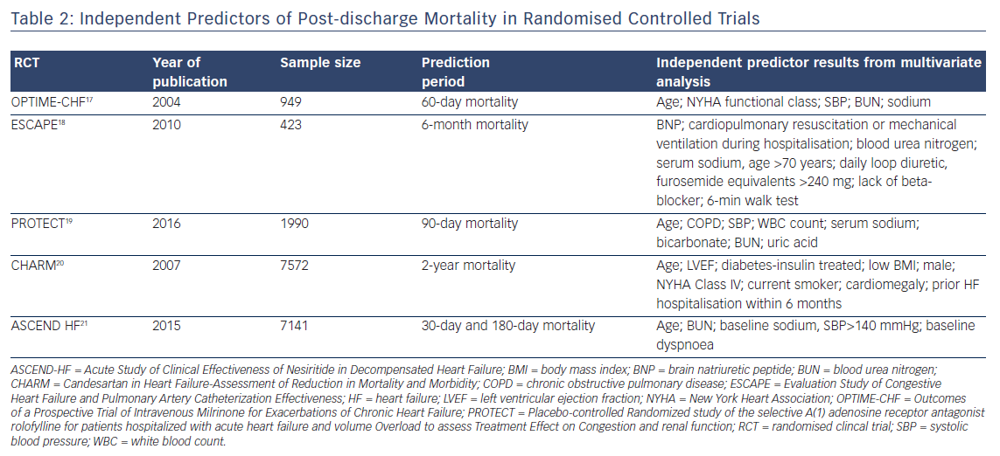 Table 2: Independent Predictors of Post-discharge Mortality in Randomised Controlled Trials
RCT Year of publication Sample size Prediction period Independent predictor results from multivariate analysis
OPTIME-CHF17 2004 949 60-day mortality Age; NYHA functional class; SBP; BUN; sodium
ESCAPE18 2010 423 6-month mortality BNP; cardiopulmonary resuscitation or mechanical
ventilation during hospitalisation; blood urea nitrogen;
serum sodium, age >70 years; daily loop diuretic,
furosemide equivalents >240 mg; lack of beta-
blocker; 6-min walk test
PROTECT19 2016 1990 90-day mortality Age; COPD; SBP; WBC count; serum sodium;
bicarbonate; BUN; uric acid
CHARM20 2007 7572 2-year mortality Age; LVEF; diabetes-insulin treated; low BMI; male;
NYHA Class IV; current smoker; cardiomegaly; prior HF
hospitalisation within 6 months
ASCEND HF21 2015 7141 30-day and 180-day mortality Age; BUN; baseline sodium, SBP>140 mmHg; baseline
dyspnoea
ASCEND-HF = Acute Study of Clinical Effectiveness of Nesiritide in Decompensated Heart Failure; BMI = body mass index; BNP = brain natriuretic peptide; BUN = blood urea nitrogen;
CHARM = Candesartan in Heart Failure-Assessment of Reduction in Mortality and Morbidity; COPD = chronic obstructive pulmonary disease; ESCAPE = Evaluation Study of Congestive
Heart Failure and Pulmonary Artery Catheterization Effectiveness; HF = heart failure; LVEF = left ventricular ejection fraction; NYHA = New York Heart Association; OPTIME-CHF = Outcomes
of a Prospective Trial of Intravenous Milrinone for Exacerbations of Chronic Heart Failure; PROTECT = Placebo-controlled Randomized study of the selective A(1) adenosine receptor antagonist
rolofylline for patients hospitalized with acute heart failure and volume Overload to assess Treatment Effect on Congestion and renal function; RCT = randomised clincal trial; SBP = systolic
blood pressure; WBC = white blood count.